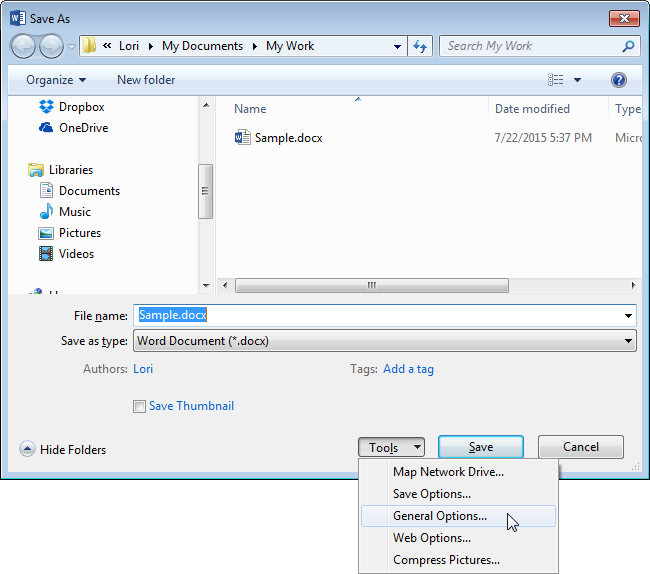 Save As
« Lori ▸ My Documents ▸ My Work
Search My Work
Organize New folder
Dropbox
OneDrive
Libraries
Documents
Music
Pictures
Videos
Name Date modified Type
Sample.docx 7/22/2015 5:37 PM Micro
File name: Sample.docx
Save as type: Word Document (*.docx)
Authors: Lori Tags: Add a tag
Save Thumbnail
Hide Folders Tools Save Cancel
Map Network Drive...
Save Options...
General Options...
Web Options...
Compress Pictures...